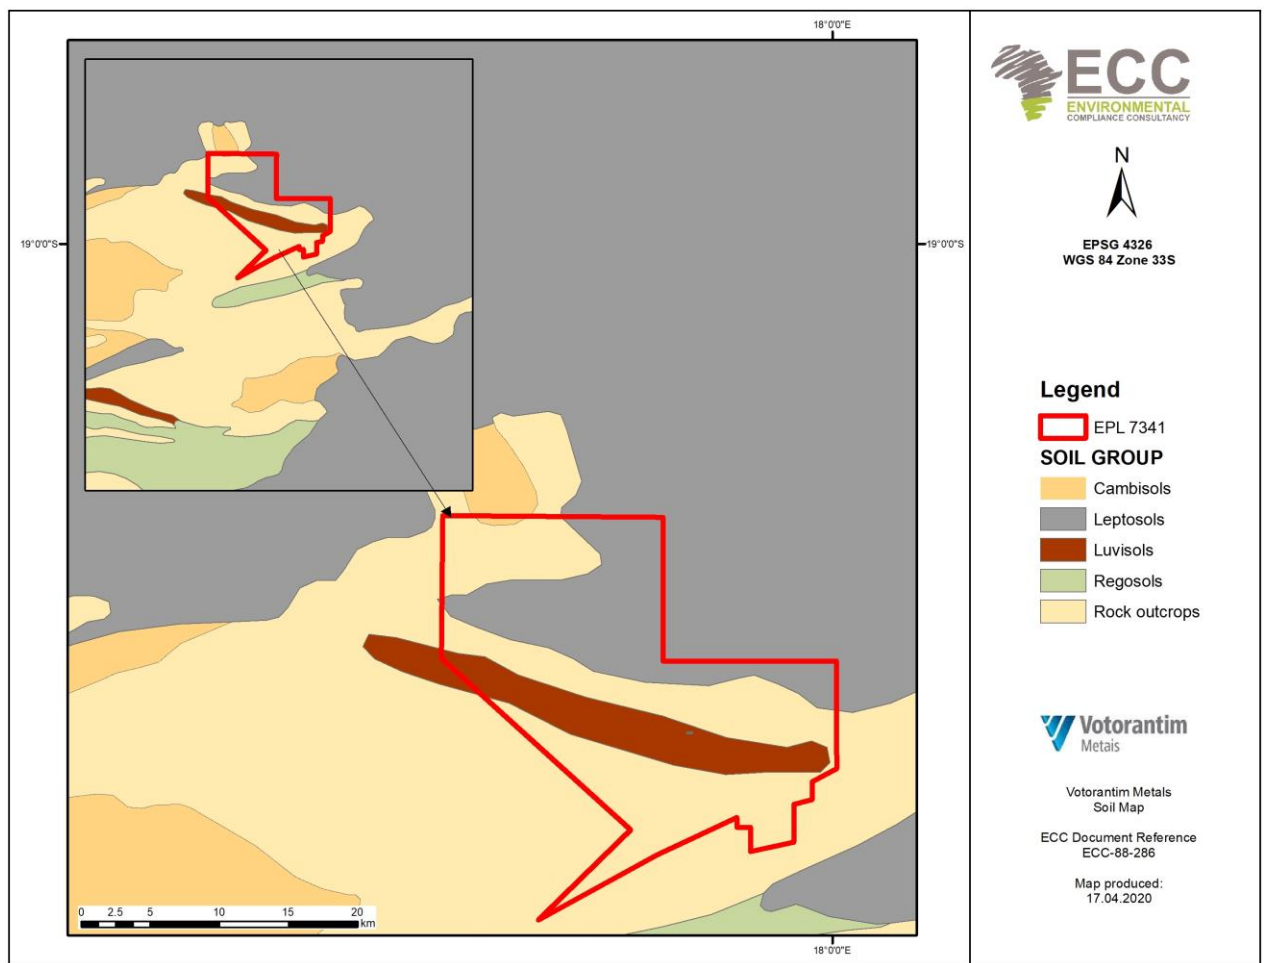 18°0'0"E
19°0'0"S
19°0'0"S
0 2.5 5 10 15 20
km
18°0'0"E
ECC
ENVIRONMENTAL
COMPLIANCE CONSULTANCY
N
EPSG 4326
WGS 84 Zone 33S
Legend
EPL 7341
SOIL GROUP
Cambisols
Leptosols
Luvisols
Regosols
Rock outcrops
Votorantim
Metais
Votorantim Metals
Soil Map
ECC Document Reference
ECC-88-286
Map produced:
17.04.2020